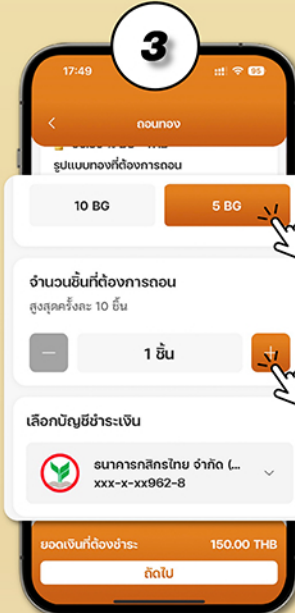 3
17:49
95
ถอนทอง
รูปแบบทองที่ต้องการถอน
10 BG
5 BG
จำนวนชิ้นที่ต้องการถอน
สูงสุดครั้งละ 10 ชิ้น
1 ชิ้น
เลือกบัญชีชำระเงิน
ธนาคารกสิกรไทย จำกัด (...
xxx-x-xx962-8
ยอดเงินที่ต้องชำระ
150.00 THB
ถัดไป